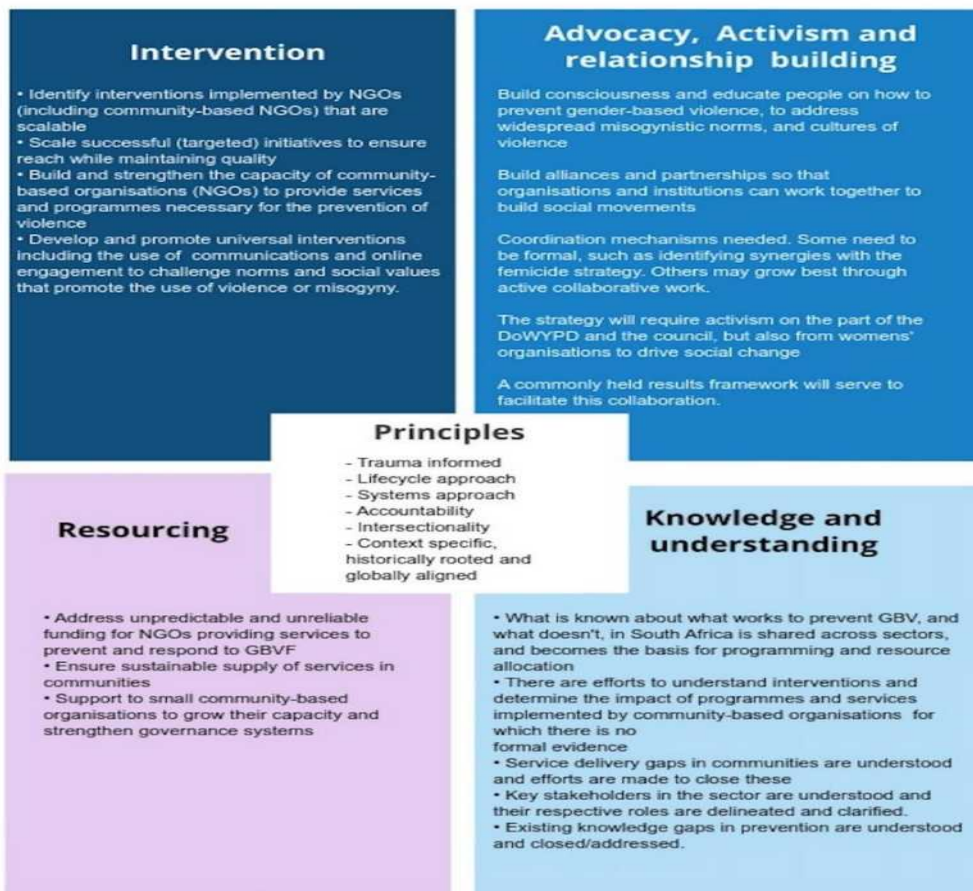 Intervention
• Identify interventions implemented by NGOs
(including community-based NGOs) that are
scalable
• Scale successful (targeted) initiatives to ensure
reach while maintaining quality
• Build and strengthen the capacity of community-
based organisations (NGOs) to provide services
and programmes necessary for the prevention of
violence
• Develop and promote universal interventions
including the use of communications and online
engagement to challenge norms and social values
that promote the use of violence or misogyny.
Advocacy, Activism and
relationship building
Build consciousness and educate people on how to
prevent gender-based violence, to address
widespread misogynistic norms, and cultures of
violence
Build alliances and partnerships so that
organisations and institutions can work together to
build social movements
Coordination mechanisms needed. Some need to
be formal, such as identifying synergies with the
femicide strategy. Others may grow best through
active collaborative work.
The strategy will require activism on the part of the
DoWYPD and the council, but also from womens'
organisations to drive social change
A commonly held results framework will serve to
facilitate this collaboration.
Principles
- Trauma informed
- Lifecycle approach
- Systems approach
- Accountability
- Intersectionality
- Context specific,
historically rooted and
globally aligned
Resourcing
• Address unpredictable and unreliable
funding for NGOs providing services to
prevent and respond to GBVF
• Ensure sustainable supply of services in
communities
• Support to small community-based
organisations to grow their capacity and
strengthen governance systems
Knowledge and
understanding
• What is known about what works to prevent GBV, and
what doesn't, in South Africa is shared across sectors,
and becomes the basis for programming and resource
allocation
• There are efforts to understand interventions and
determine the impact of programmes and services
implemented by community-based organisations for
which there is no
formal evidence
• Service delivery gaps in communities are understood
and efforts are made to close these
• Key stakeholders in the sector are understood and
their respective roles are delineated and clarified.
• Existing knowledge gaps in prevention are understood
and closed/addressed.